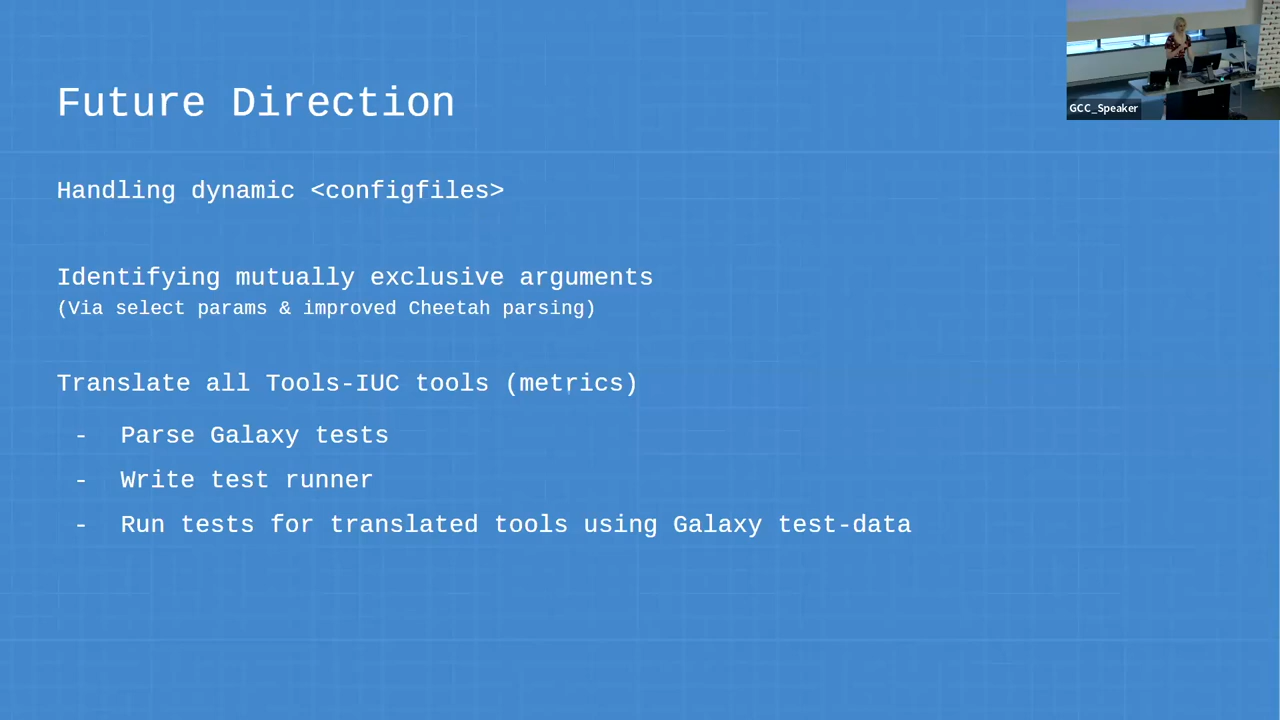 Future Direction
GCC_Speaker
Handling dynamic <configfiles>
Identifying mutually exclusive arguments
(Via select params & improved Cheetah parsing)
Translate all Tools-IUC tools (metrics)
- Parse Galaxy tests
- Write test runner
- Run tests for translated tools using Galaxy test-data